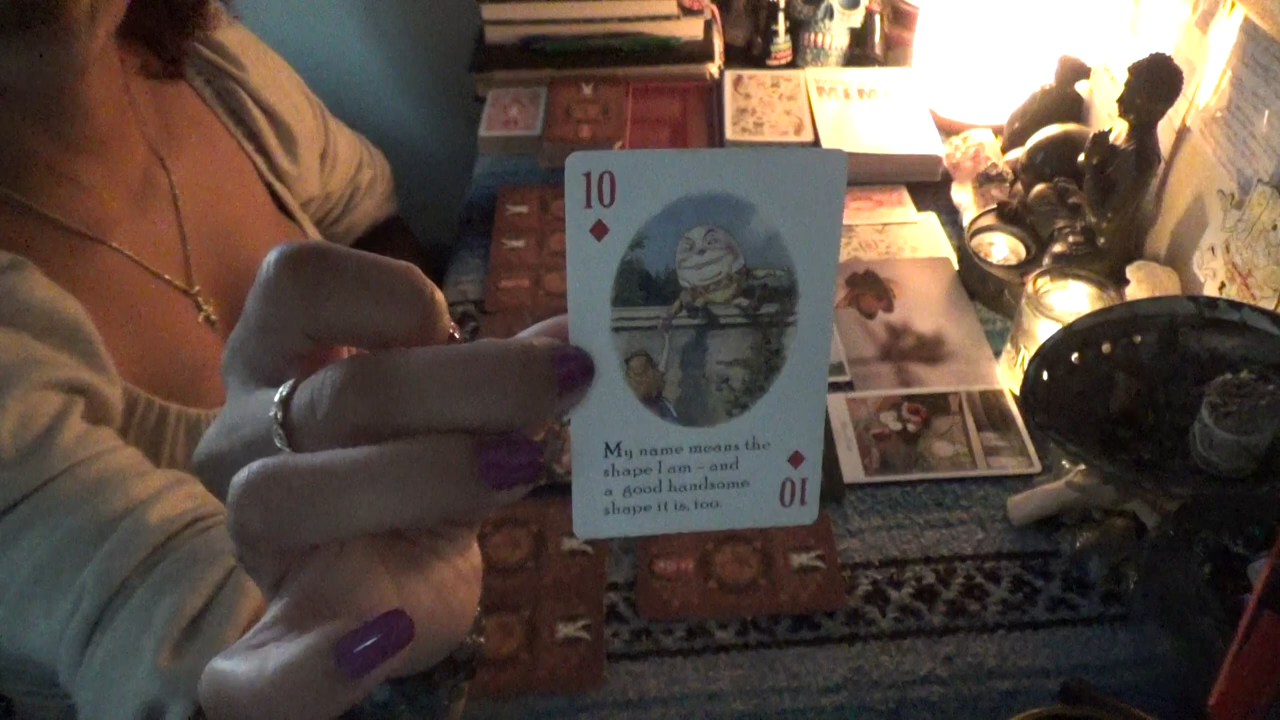 10
My name means the
shape I am – and
a good handsome
shape it is, too.
10